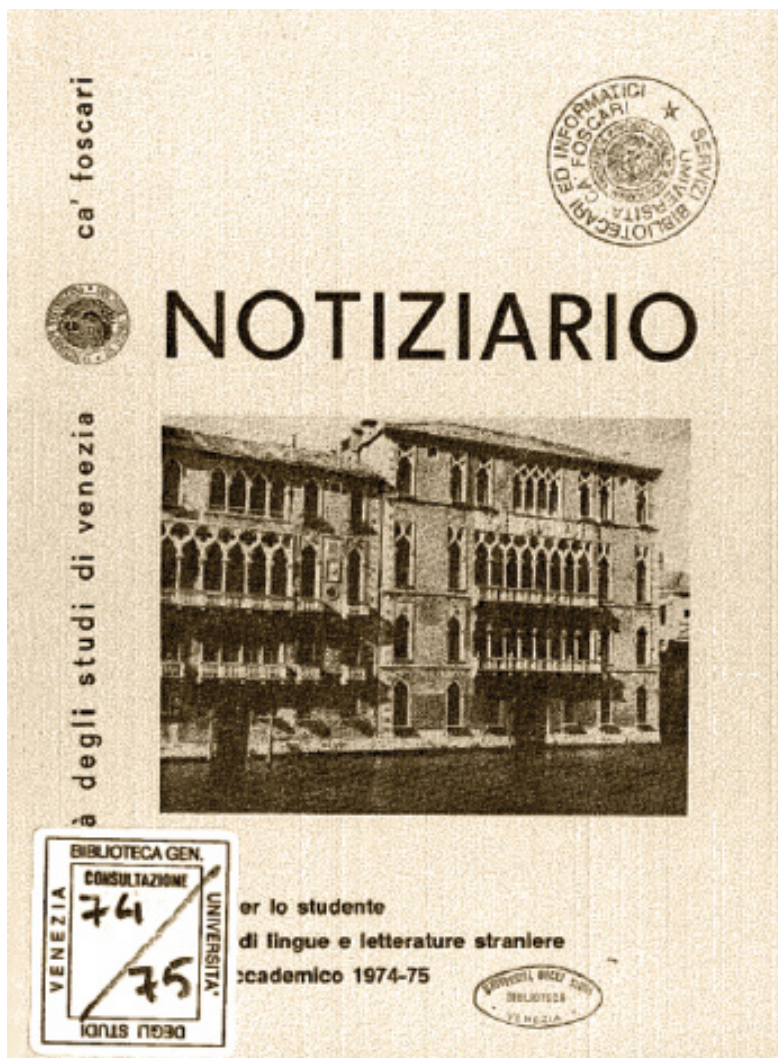 ca' foscari
SERVIZI BIBLIOTECARI ED INFORMATICI
UNIVERSITA CA FOSCARI
NOTIZIARIO
à degli studi di venezia
BIBLIOTECA GEN.
CONSULTAZIONE
74
75
VENEZIA
UNIVERSITA'
DEGLI STUDI
er lo studente
di lingue e letterature straniere
ccademico 1974-75
BIBLIOTECA
VENEZIA